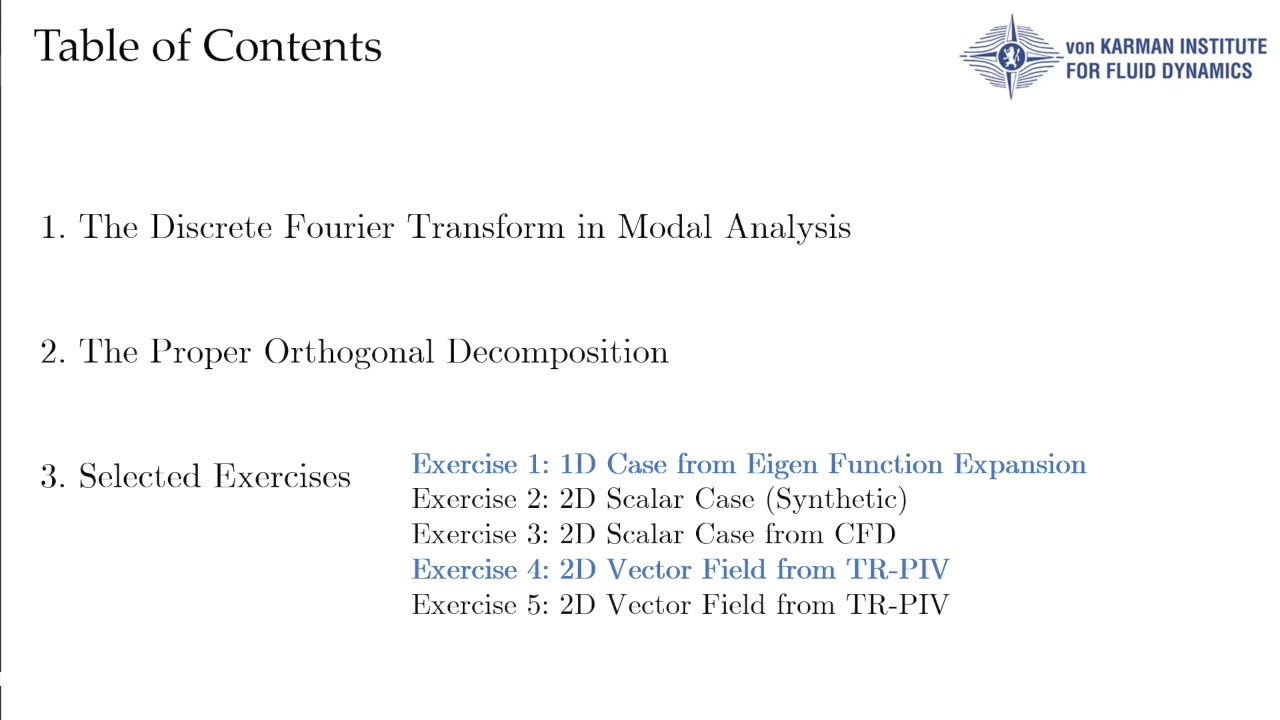 Table of Contents
von KARMAN INSTITUTE
FOR FLUID DYNAMICS
1. The Discrete Fourier Transform in Modal Analysis
2. The Proper Orthogonal Decomposition
3. Selected Exercises
Exercise 1: 1D Case from Eigen Function Expansion
Exercise 2: 2D Scalar Case (Synthetic)
Exercise 3: 2D Scalar Case from CFD
Exercise 4: 2D Vector Field from TR-PIV
Exercise 5: 2D Vector Field from TR-PIV